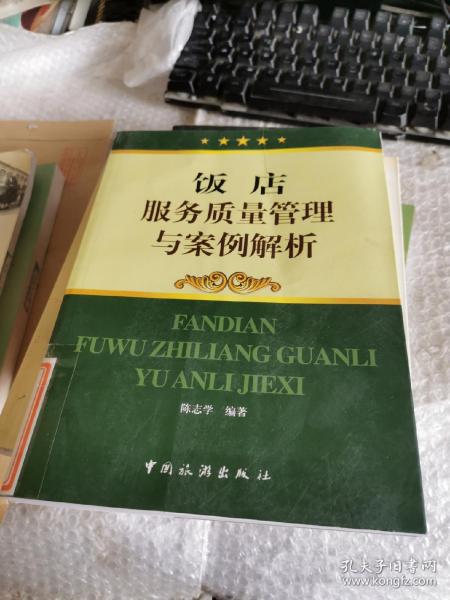 饭店
服务质量管理
与案例解析
FANDIAN
FUWU ZHILIANG GUANLI
YU ANLI JIEXI
陈志学 编著
中国旅游出版社
孔夫子旧书网
www.kongfz.com